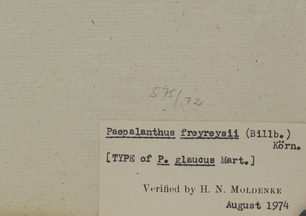 575/72
Paepalanthus freyreysii (Billb.)
Körn.
[TYPE of P. glaucus Mart.]
Verified by H. N. MOLDENKE
August 1974